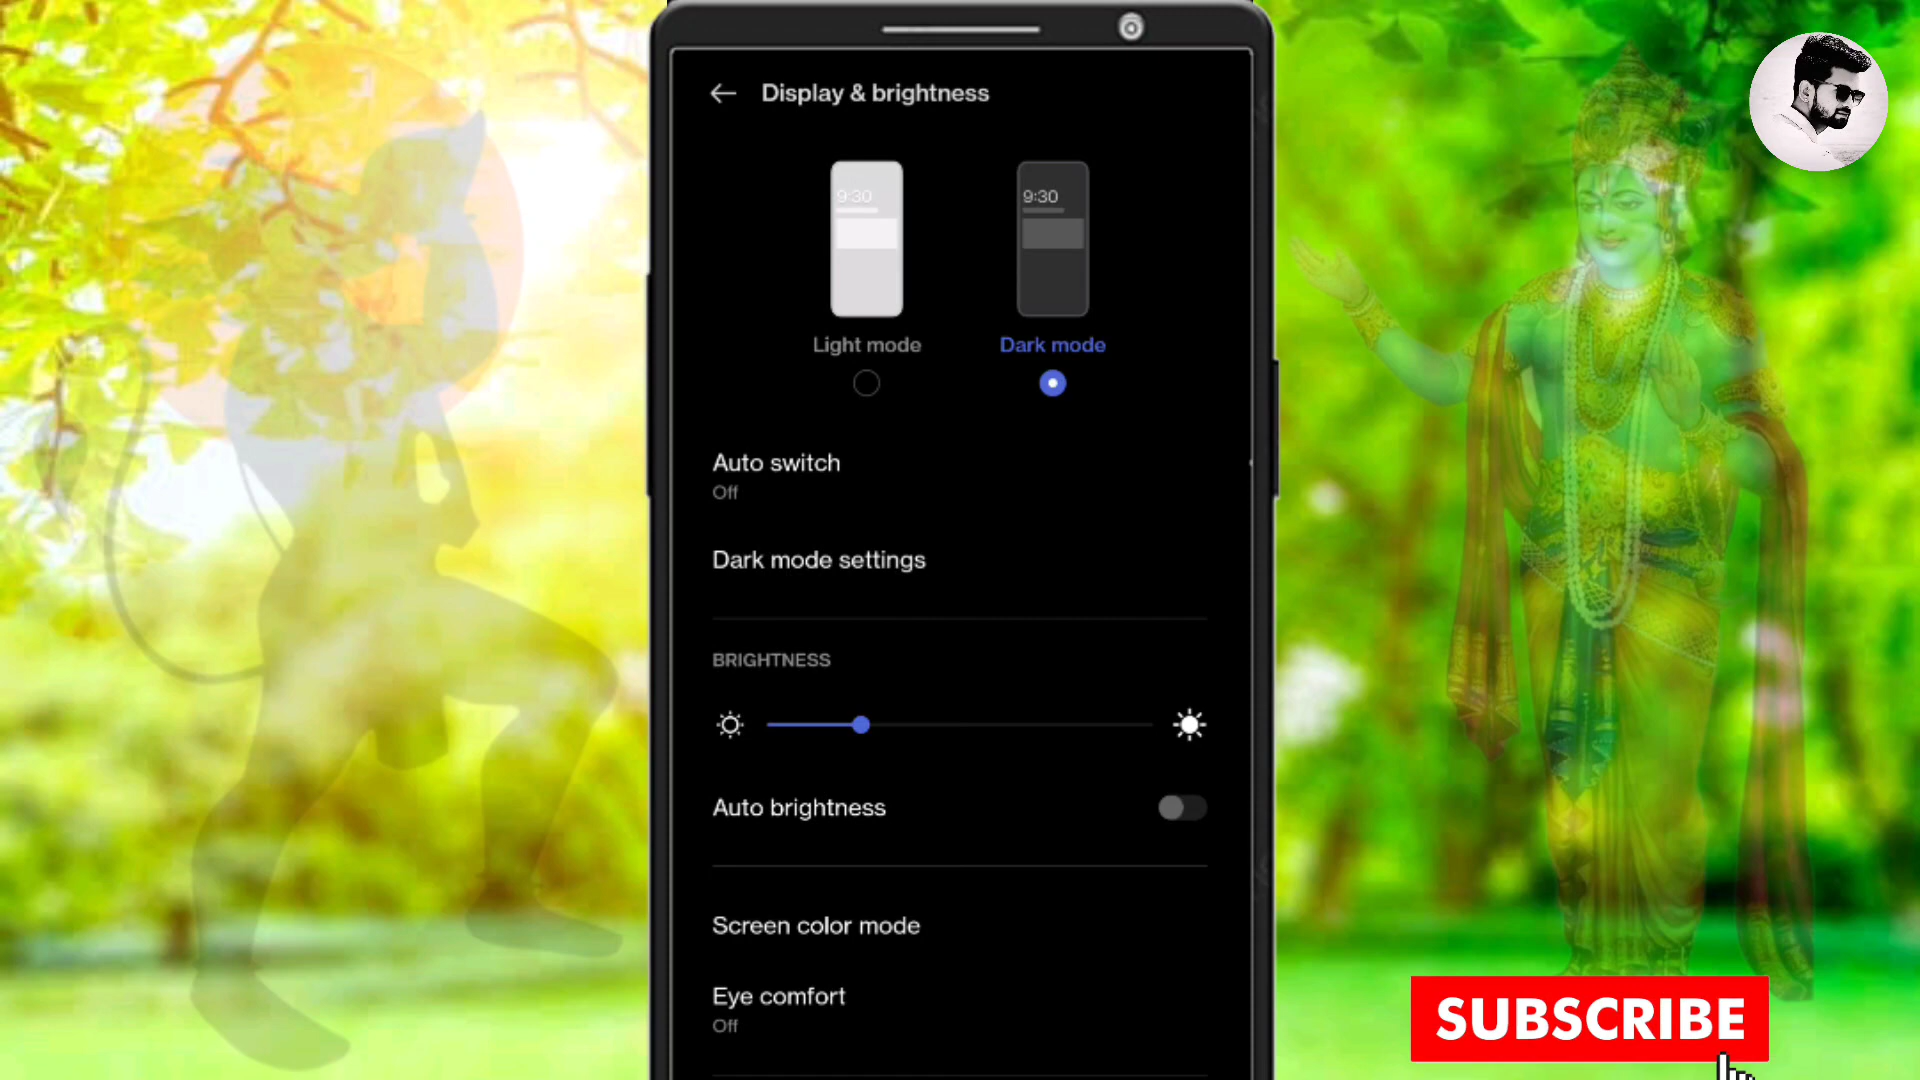 Display & brightness
9:30
9:30
Light mode
Dark mode
Auto switch
Off
Dark mode settings
BRIGHTNESS
Auto brightness
Screen color mode
Eye comfort
Off
SUBSCRIBE